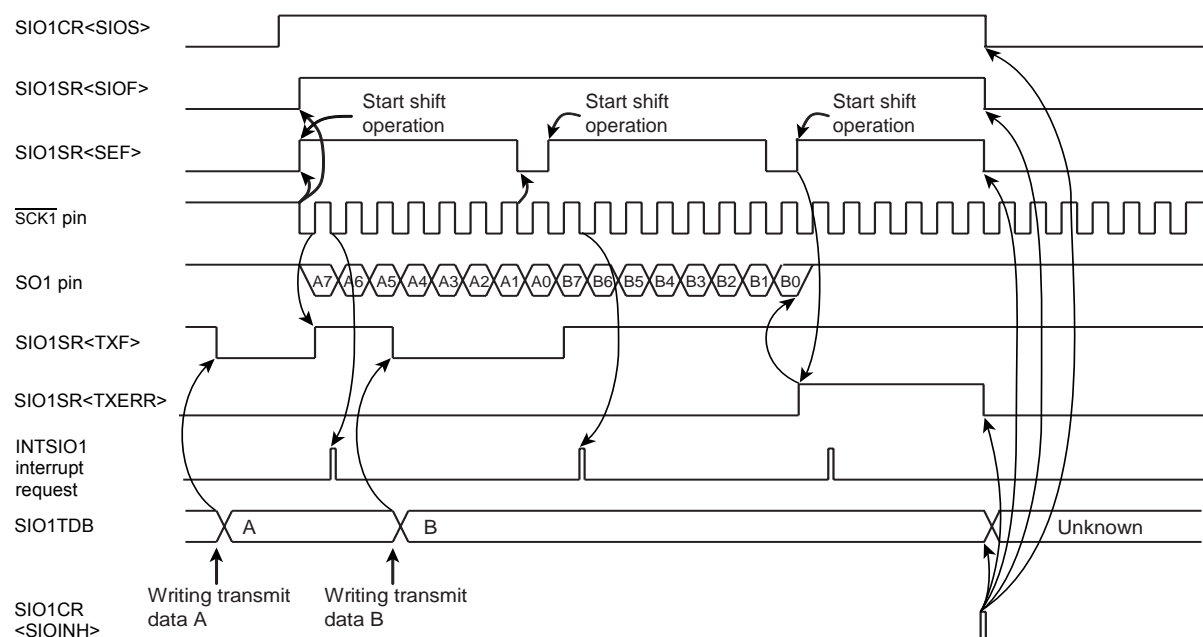 SIO1CR<SIOS>
SIO1SR<SIOF>
Start shift operation
Start shift operation
Start shift operation
SIO1SR<SEF>
SCK1 pin
SO1 pin
A7 A6 A5 A4 A3 A2 A1 A0 B7 B6 B5 B4 B3 B2 B1 B0
SIO1SR<TXF>
SIO1SR<TXERR>
INTSIO1
interrupt
request
SIO1TDB
A
B
Unknown
Writing transmit
data A
Writing transmit
data B
SIO1CR
<SIOINH>